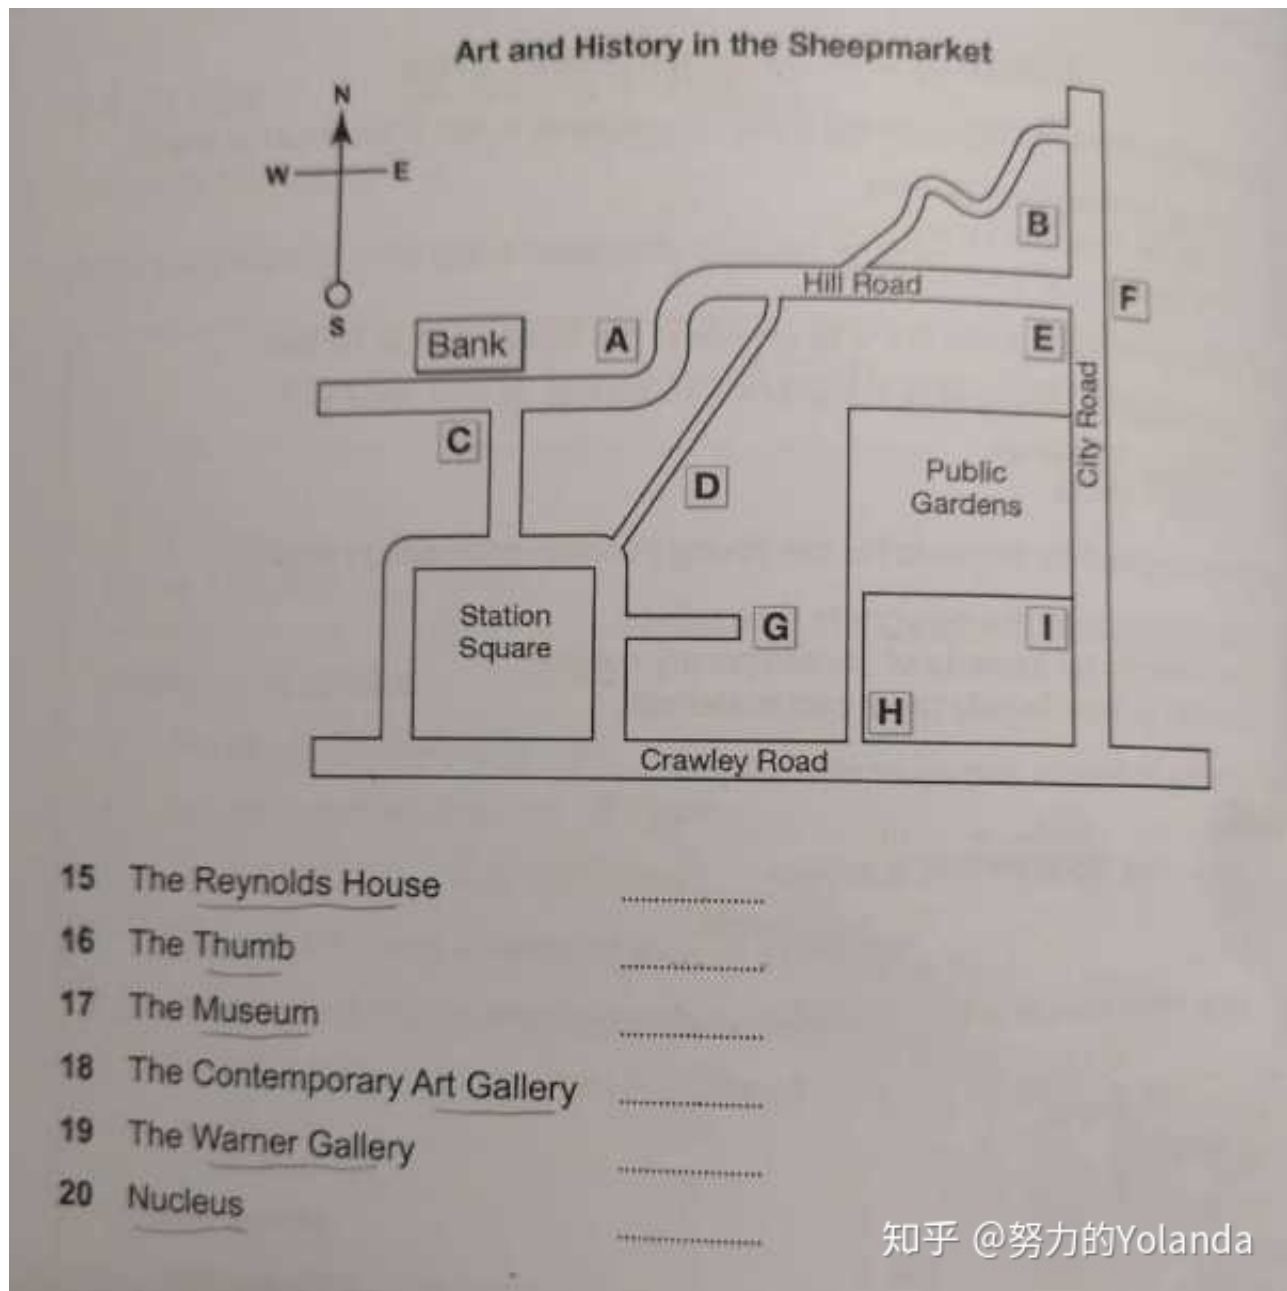 Art and History in the Sheepmarket
N
W
E
S
B
Hill Road
F
Bank
A
E
C
City Road
D
Public
Gardens
Station
Square
G
I
H
Crawley Road
15 The Reynolds House ....................
16 The Thumb ....................
17 The Museum ....................
18 The Contemporary Art Gallery ....................
19 The Warner Gallery ....................
20 Nucleus ....................
知乎 @努力的Yolanda